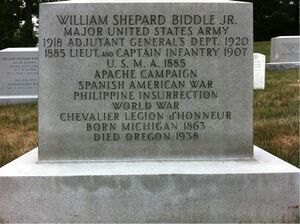 WILLIAM SHEPARD BIDDLE JR.
MAJOR UNITED STATES ARMY
1918 ADJUTANT GENERAL'S DEPT. 1920
1885 LIEUT. AND CAPTAIN INFANTRY 1907
U. S. M. A. 1885
APACHE CAMPAIGN
SPANISH AMERICAN WAR
PHILIPPINE INSURRECTION
WORLD WAR
CHEVALIER LEGION d'HONNEUR
BORN MICHIGAN 1863
DIED OREGON 1938